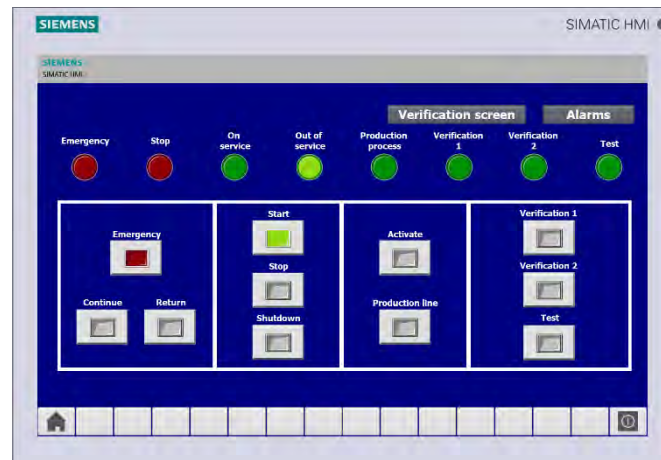 SIEMENS
SIMATIC HMI
SIEMENS
SIMATIC HMI
Verification screen
Alarms
Emergency
Stop
On
service
Out of
service
Production
process
Verification
1
Verification
2
Test
Emergency
Continue
Return
Start
Stop
Shutdown
Activate
Production line
Verification 1
Verification 2
Test